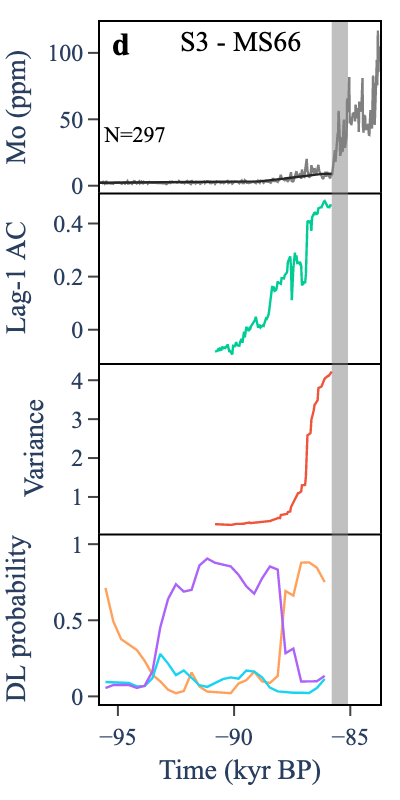 d S3 - MS66
Mo (ppm)
100
50
0
N=297
Lag-1 AC
0.4
0.2
0
Variance
4
3
2
1
DL probability
1
0.5
0
−95 −90 −85
Time (kyr BP)